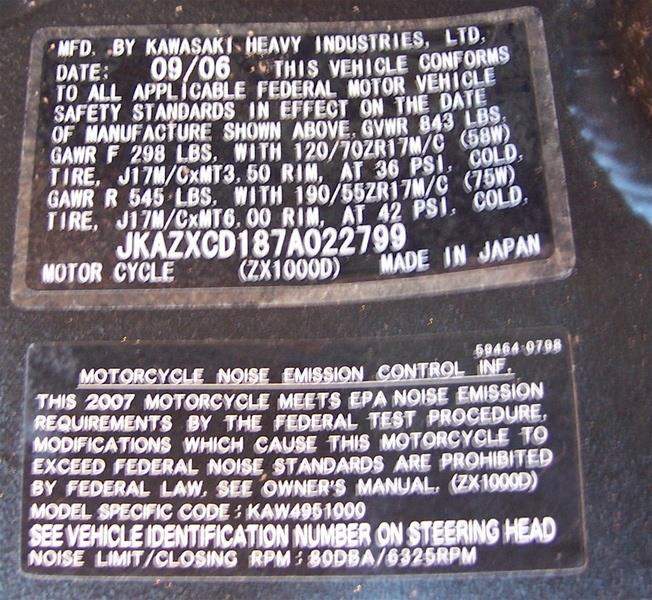 MFD. BY KAWASAKI HEAVY INDUSTRIES, LTD.
DATE: 09/06 THIS VEHICLE CONFORMS
TO ALL APPLICABLE FEDERAL MOTOR VEHICLE
SAFETY STANDARDS IN EFFECT ON THE DATE
OF MANUFACTURE SHOWN ABOVE. GVWR 843 LBS.
GAWR F 298 LBS. WITH 120/70ZR17M/C (58W)
TIRE, J17M/CxMT3.50 RIM, AT 36 PSI. COLD.
GAWR R 545 LBS. WITH 190/55ZR17M/C (75W)
TIRE, J17M/CxMT6.00 RIM, AT 42 PSI. COLD.
JKAZXCD187A022799
MOTOR CYCLE (ZX1000D) MADE IN JAPAN
59464-0798
MOTORCYCLE NOISE EMISSION CONTROL INF.
THIS 2007 MOTORCYCLE MEETS EPA NOISE EMISSION
REQUIREMENTS BY THE FEDERAL TEST PROCEDURE.
MODIFICATIONS WHICH CAUSE THIS MOTORCYCLE TO
EXCEED FEDERAL NOISE STANDARDS ARE PROHIBITED
BY FEDERAL LAW. SEE OWNER'S MANUAL. (ZX1000D)
MODEL SPECIFIC CODE : KAW4951000
SEE VEHICLE IDENTIFICATION NUMBER ON STEERING HEAD
NOISE LIMIT/CLOSING RPM : 80DBA/6325RPM